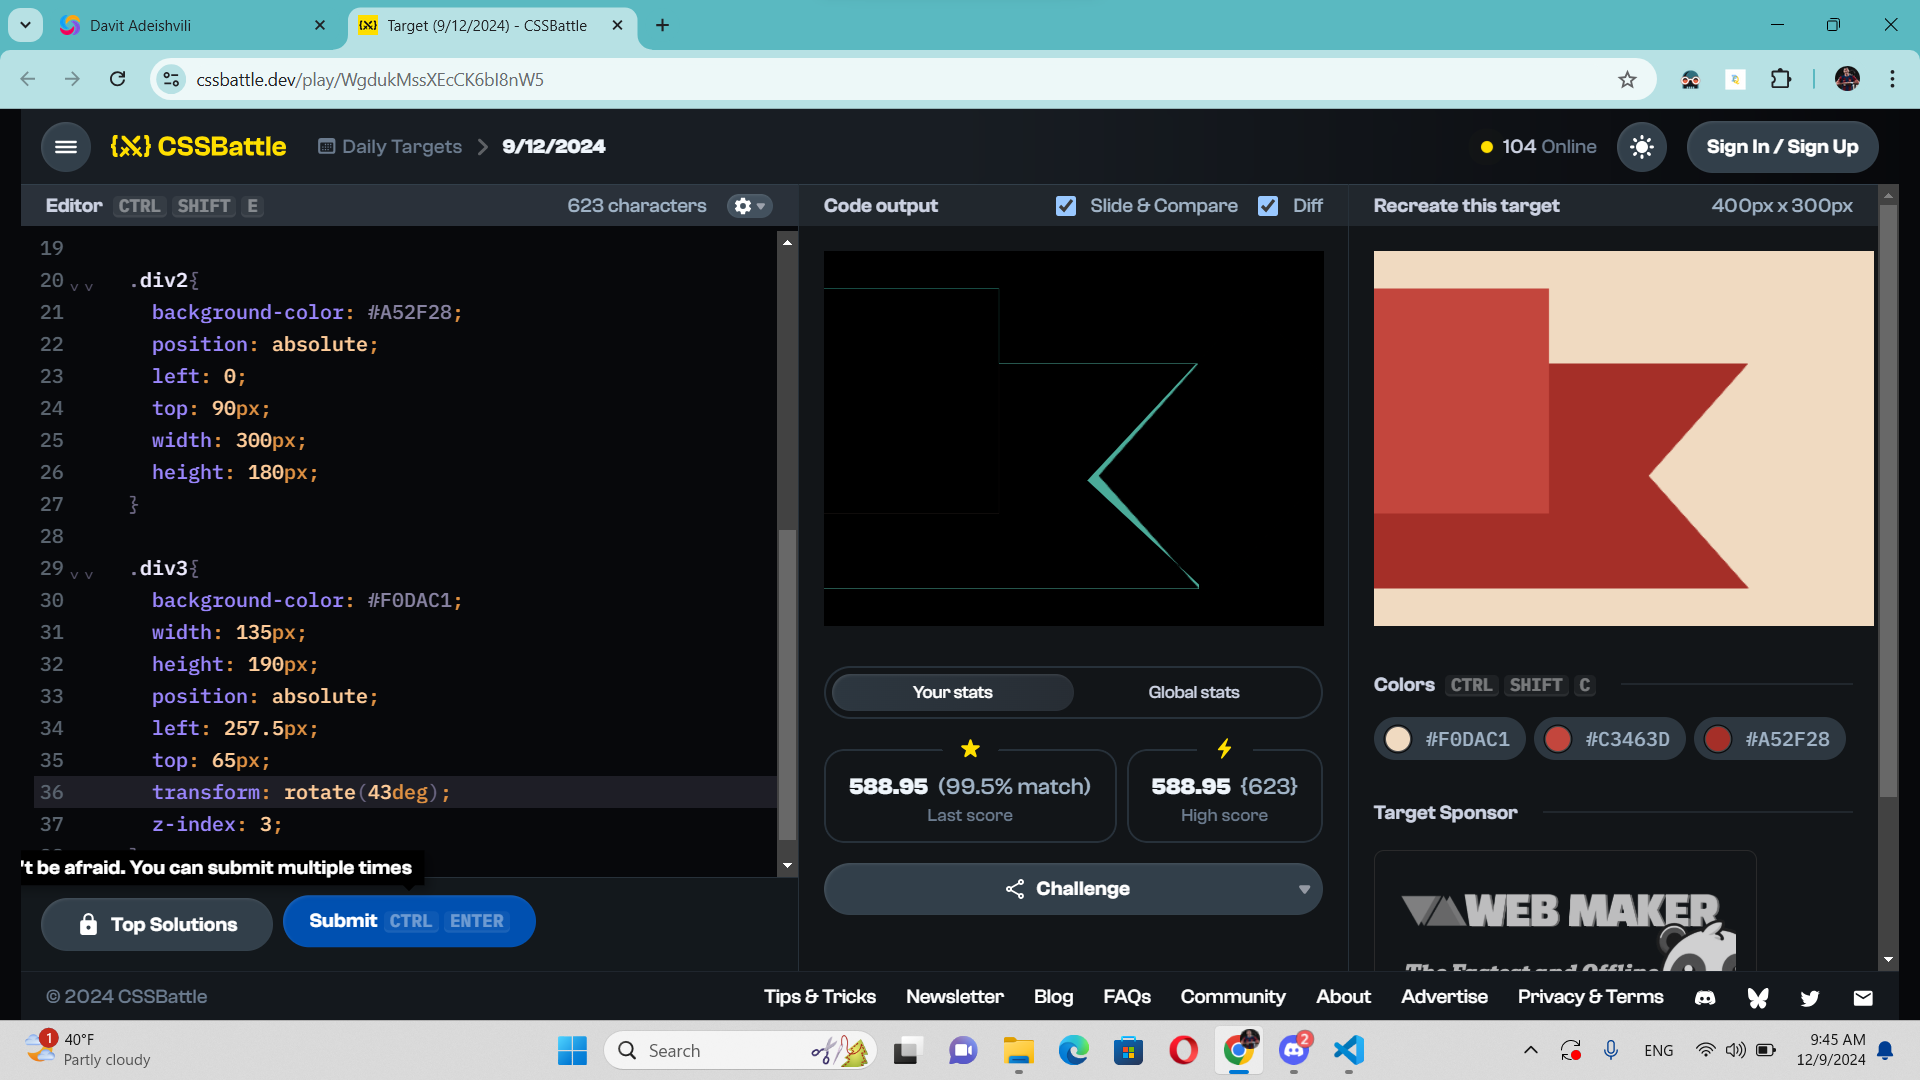 Davit Adeishvili
Target (9/12/2024) - CSSBattle
cssbattle.dev/play/WgdukMssXEcCK6bI8nW5
{X} CSSBattle
Daily Targets
9/12/2024
104 Online
Sign In / Sign Up
Editor CTRL SHIFT E
623 characters
Code output
Slide & Compare
Diff
Recreate this target
400px x 300px
19
20 .div2{
21 background-color: #A52F28;
22 position: absolute;
23 left: 0;
24 top: 90px;
25 width: 300px;
26 height: 180px;
27 }
28
29 .div3{
30 background-color: #F0DAC1;
31 width: 135px;
32 height: 190px;
33 position: absolute;
34 left: 257.5px;
35 top: 65px;
36 transform: rotate(43deg);
37 z-index: 3;
't be afraid. You can submit multiple times
Top Solutions
Submit CTRL ENTER
Your stats
Global stats
588.95 (99.5% match)
Last score
588.95 {623}
High score
Challenge
Colors CTRL SHIFT C
#F0DAC1
#C3463D
#A52F28
Target Sponsor
WEB MAKER
The Fastest and Offline
© 2024 CSSBattle
Tips & Tricks
Newsletter
Blog
FAQs
Community
About
Advertise
Privacy & Terms
1
40°F
Partly cloudy
Search
2
ENG
9:45 AM
12/9/2024